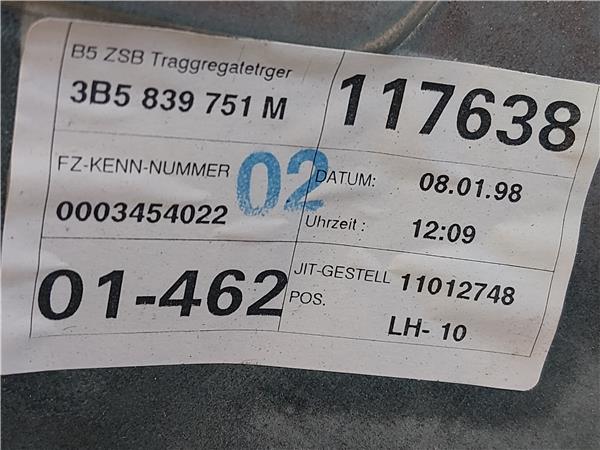 B5 ZSB Traggregatetrger
3B5 839 751 M
117638
FZ-KENN-NUMMER
0003454022
02
DATUM: 08.01.98
Uhrzeit : 12:09
01-462
JIT-GESTELL 11012748
POS.
LH- 10